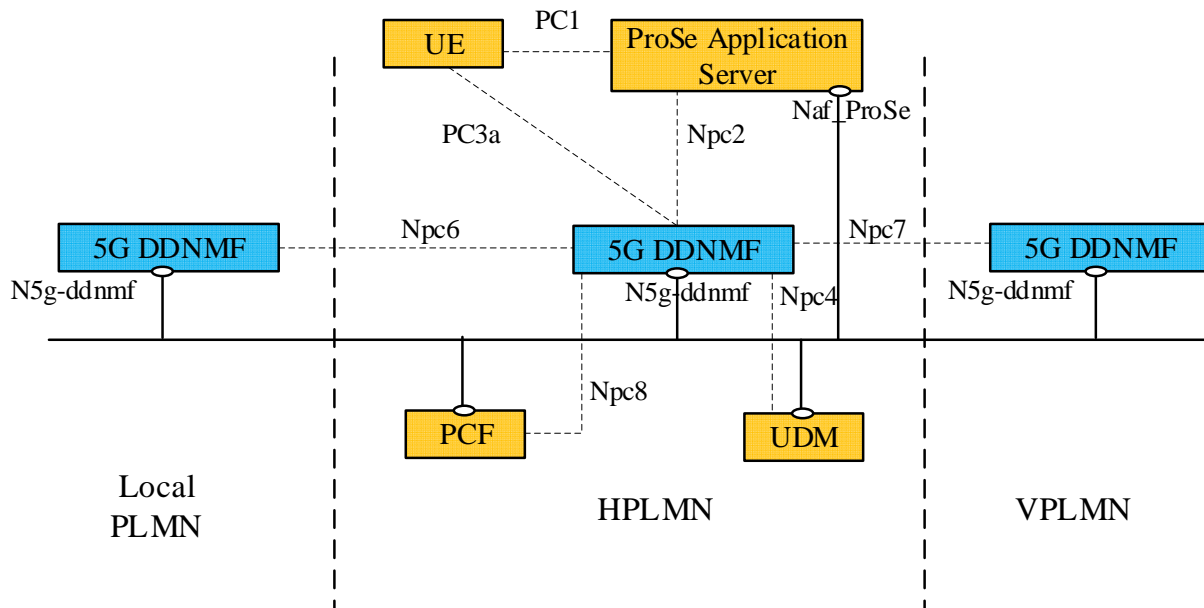 PC1
UE
ProSe Application
Server
Naf_ProSe
PC3a
Npc2
Npc6
Npc7
5G DDNMF
5G DDNMF
5G DDNMF
N5g-ddnmf
N5g-ddnmf
Npc4
N5g-ddnmf
Npc8
PCF
UDM
Local
PLMN
HPLMN
VPLMN